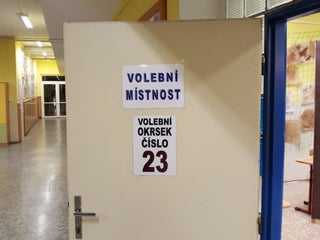 VOLEBNÍ
MÍSTNOST
VOLEBNÍ
OKRSEK
ČÍSLO
23